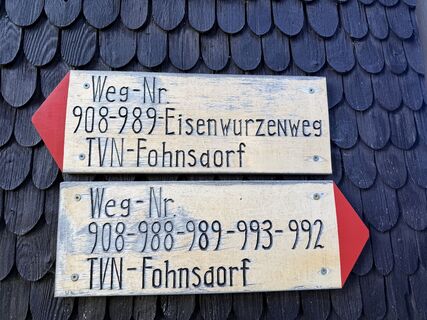 Weg-Nr.
908-989-Eisenwurzenweg
TVN-Fohnsdorf
Weg-Nr.
908-988-989-993-992
TVN-Fohnsdorf